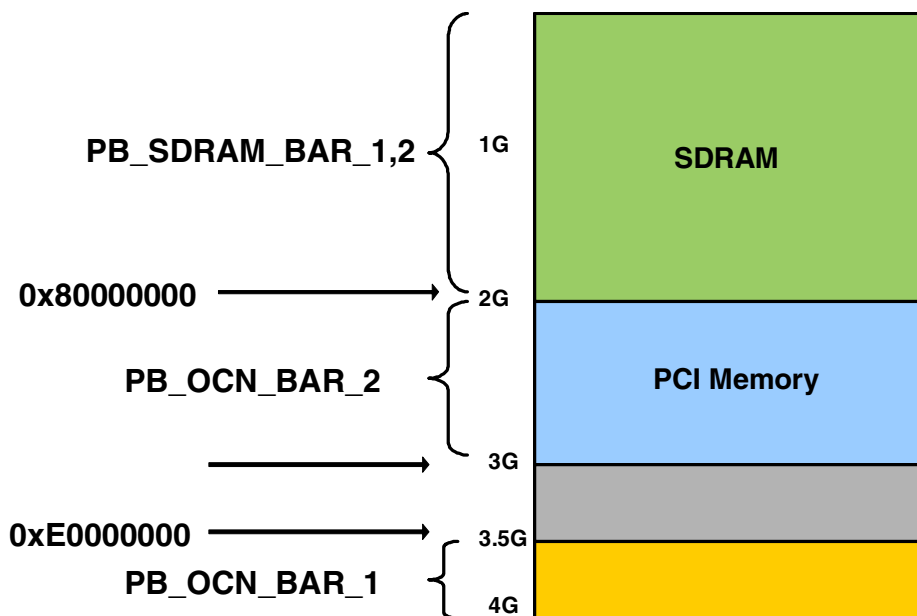 1G
PB_SDRAM_BAR_1,2
SDRAM
0x80000000
2G
PB_OCN_BAR_2
PCI Memory
3G
0xE0000000
3.5G
PB_OCN_BAR_1
4G